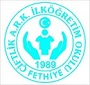 ÇİFTLİK A.R.K. İLKÖĞRETİM OKULU
1989
FETHİYE